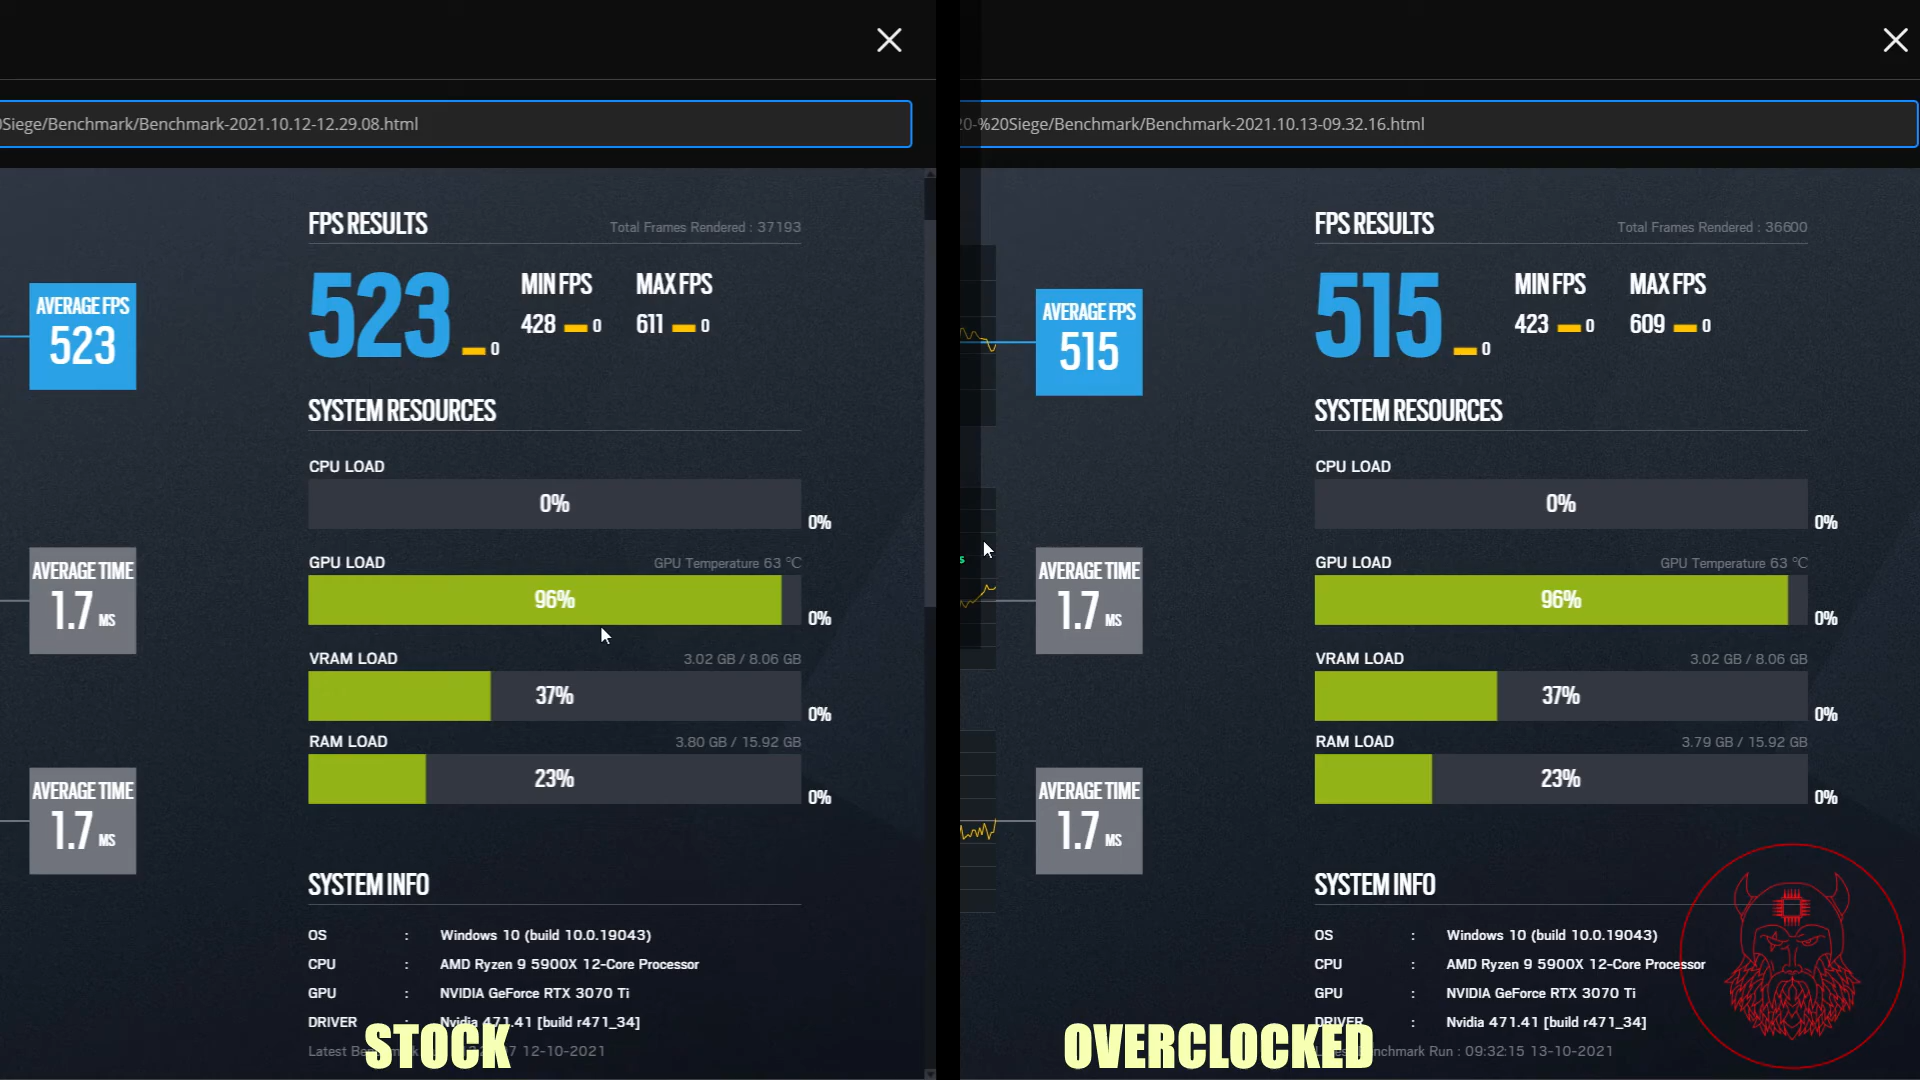 0Siege/Benchmark/Benchmark-2021.10.12-12.29.08.html
FPS RESULTS
Total Frames Rendered : 37193
AVERAGE FPS
523
523
0
MIN FPS
428
0
MAX FPS
611
0
SYSTEM RESOURCES
CPU LOAD
0%
0%
AVERAGE TIME
1.7 MS
GPU LOAD
GPU Temperature 63 °C
96%
0%
VRAM LOAD
3.02 GB / 8.06 GB
37%
0%
RAM LOAD
3.80 GB / 15.92 GB
23%
0%
AVERAGE TIME
1.7 MS
SYSTEM INFO
OS : Windows 10 (build 10.0.19043)
CPU : AMD Ryzen 9 5900X 12-Core Processor
GPU : NVIDIA GeForce RTX 3070 Ti
DRIVER : Nvidia 471.41 [build r471_34]
Latest 12-10-2021
STOCK
20-%20Siege/Benchmark/Benchmark-2021.10.13-09.32.16.html
FPS RESULTS
Total Frames Rendered : 36600
AVERAGE FPS
515
515
0
MIN FPS
423
0
MAX FPS
609
0
SYSTEM RESOURCES
CPU LOAD
0%
0%
s
AVERAGE TIME
1.7 MS
GPU LOAD
GPU Temperature 63 °C
96%
0%
VRAM LOAD
3.02 GB / 8.06 GB
37%
0%
RAM LOAD
3.79 GB / 15.92 GB
23%
0%
AVERAGE TIME
1.7 MS
SYSTEM INFO
OS : Windows 10 (build 10.0.19043)
CPU : AMD Ryzen 9 5900X 12-Core Processor
GPU : NVIDIA GeForce RTX 3070 Ti
DRIVER : Nvidia 471.41 [build r471_34]
Run : 09:32:15 13-10-2021
OVERCLOCKED